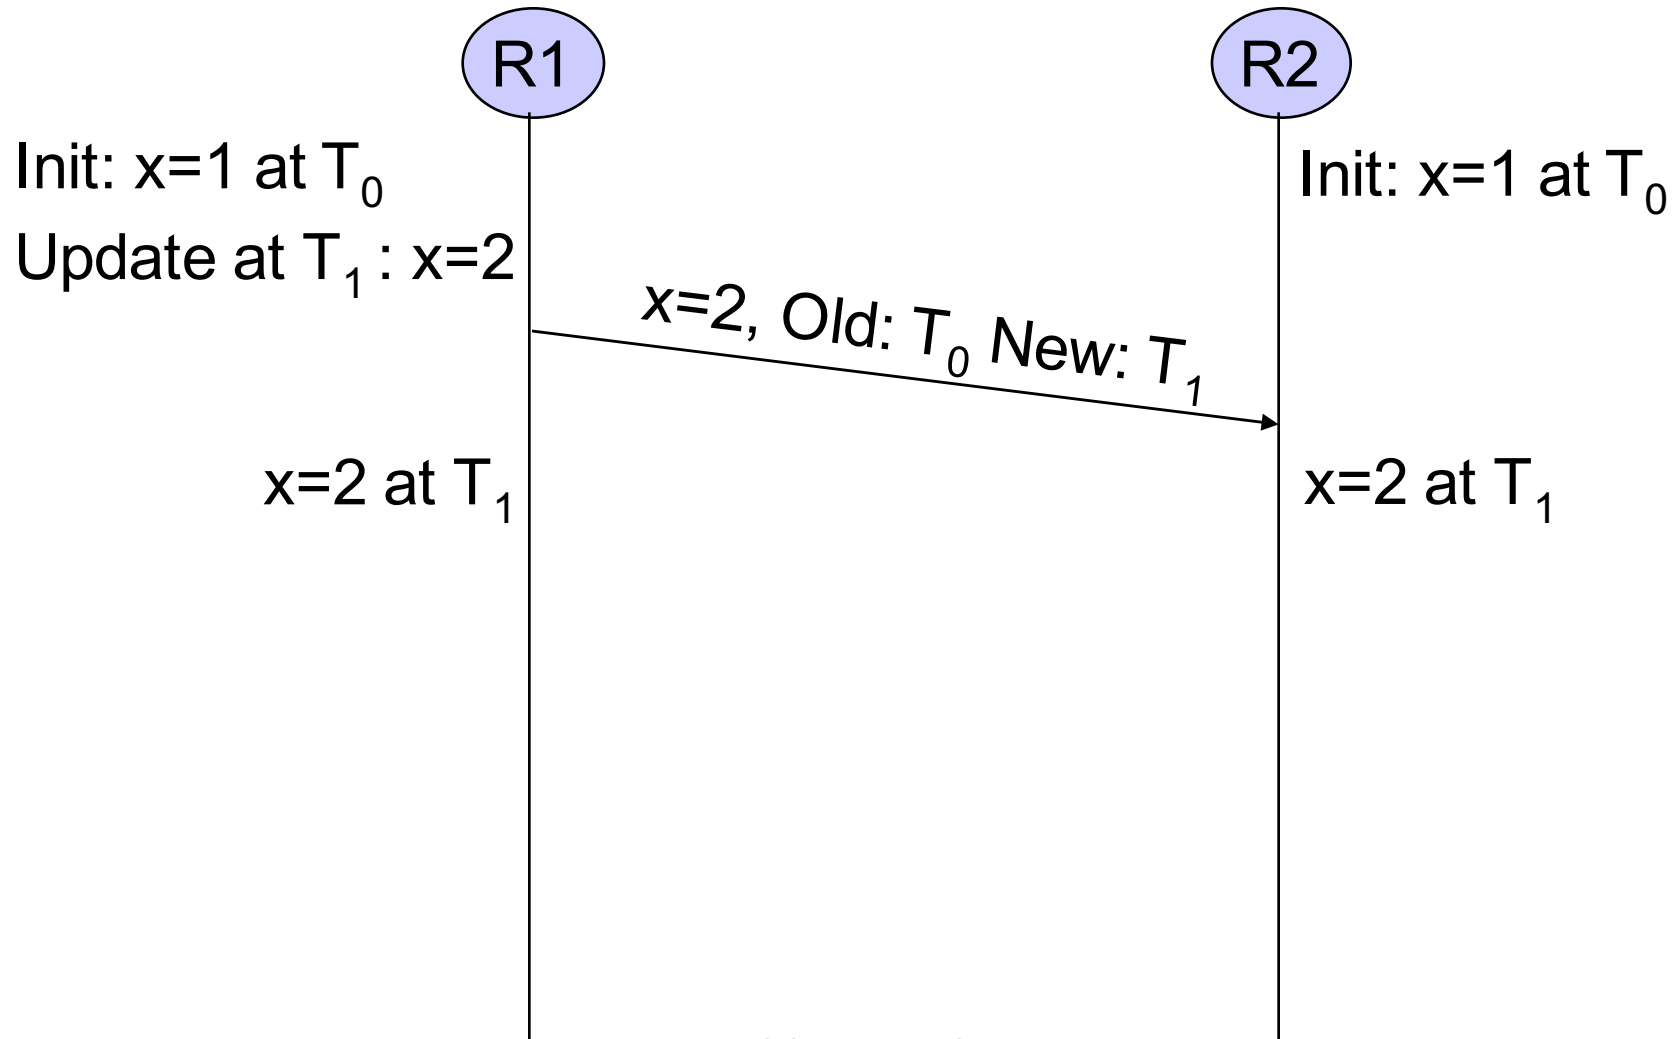 R1 R2
Init: x=1 at T₀ Init: x=1 at T₀
Update at T₁ : x=2
x=2, Old: T₀ New: T₁
x=2 at T₁ x=2 at T₁